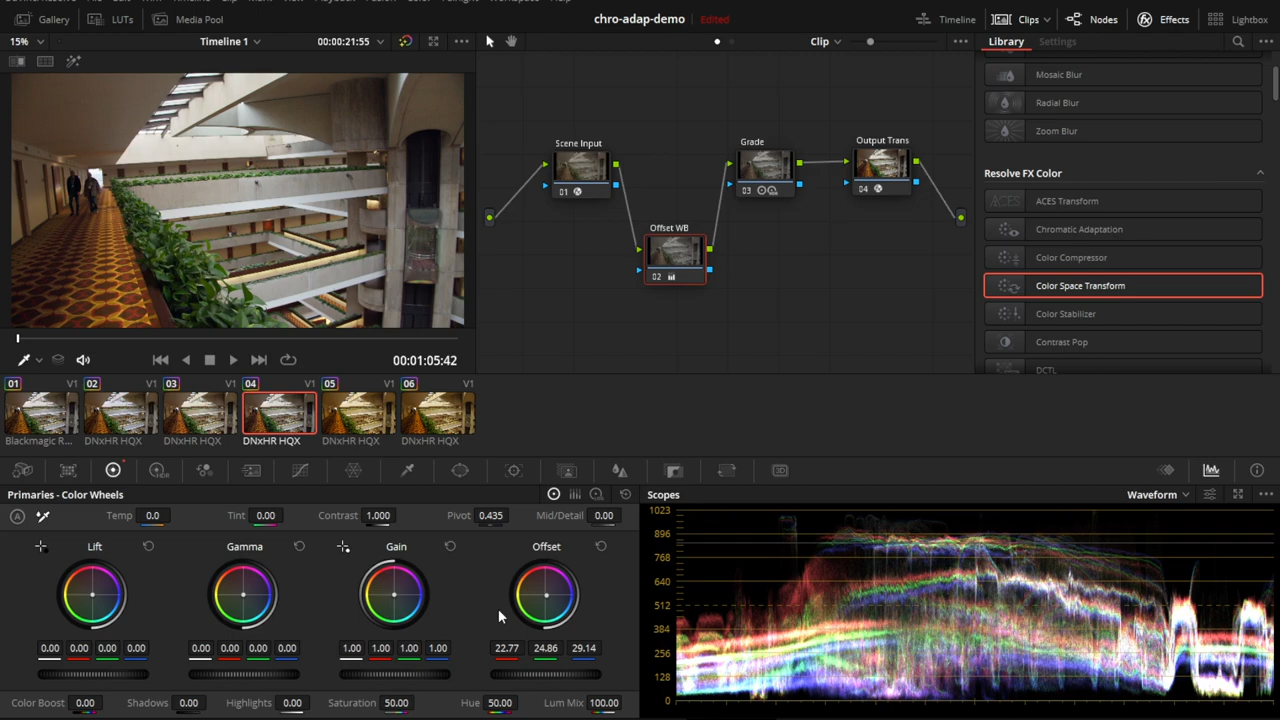 Gallery LUTs Media Pool chro-adap-demo Edited Timeline Clips Nodes Effects Lightbox
15% Timeline 1 00:00:21:55 Clip Library Settings
Mosaic Blur
Radial Blur
Zoom Blur
Resolve FX Color
ACES Transform
Chromatic Adaptation
Color Compressor
Color Space Transform
Color Stabilizer
Contrast Pop
DCTL
Scene Input
01
Offset WB
02
Grade
03
Output Trans
04
00:01:05:42
01 V1 02 V1 03 V1 04 V1 05 V1 06 V1
Blackmagic R... DNxHR HQX DNxHR HQX DNxHR HQX DNxHR HQX DNxHR HQX
3D
Primaries - Color Wheels
A Temp 0.0 Tint 0.00 Contrast 1.000 Pivot 0.435 Mid/Detail 0.00
Lift Gamma Gain Offset
0.00 0.00 0.00 0.00 0.00 0.00 0.00 0.00 1.00 1.00 1.00 1.00 22.77 24.86 29.14
Color Boost 0.00 Shadows 0.00 Highlights 0.00 Saturation 50.00 Hue 50.00 Lum Mix 100.00
Scopes Waveform
1023
896
768
640
512
384
256
128
0